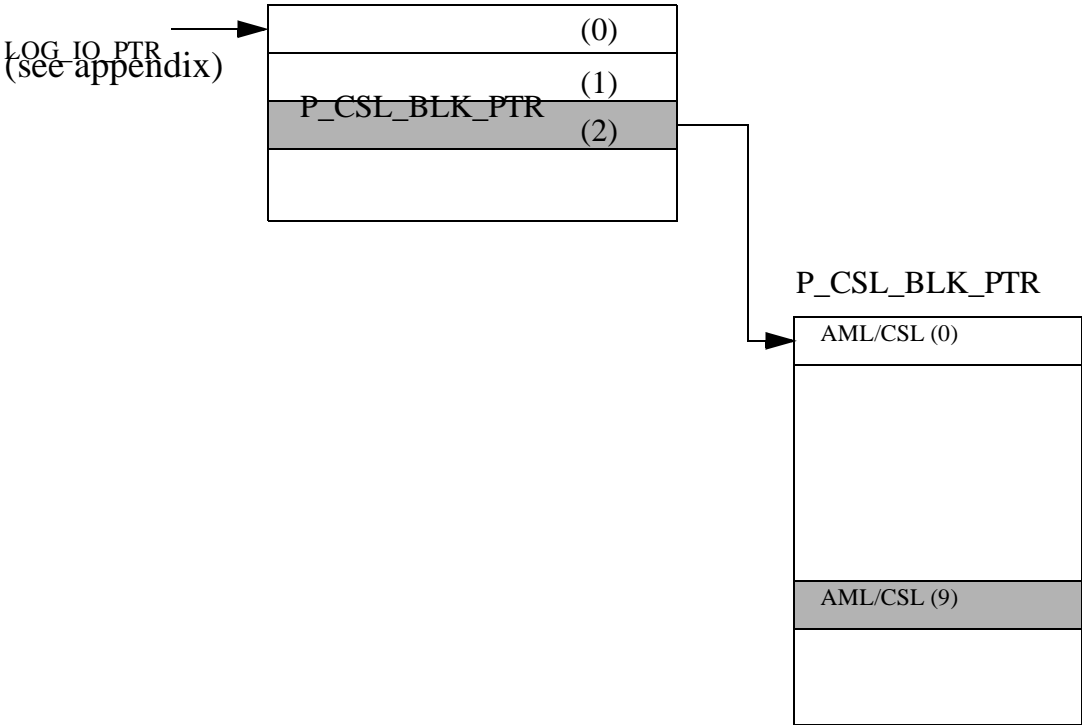 (0)
LOG_IO_PTR
(see appendix)
(1)
P_CSL_BLK_PTR
(2)
P_CSL_BLK_PTR
AML/CSL (0)
AML/CSL (9)